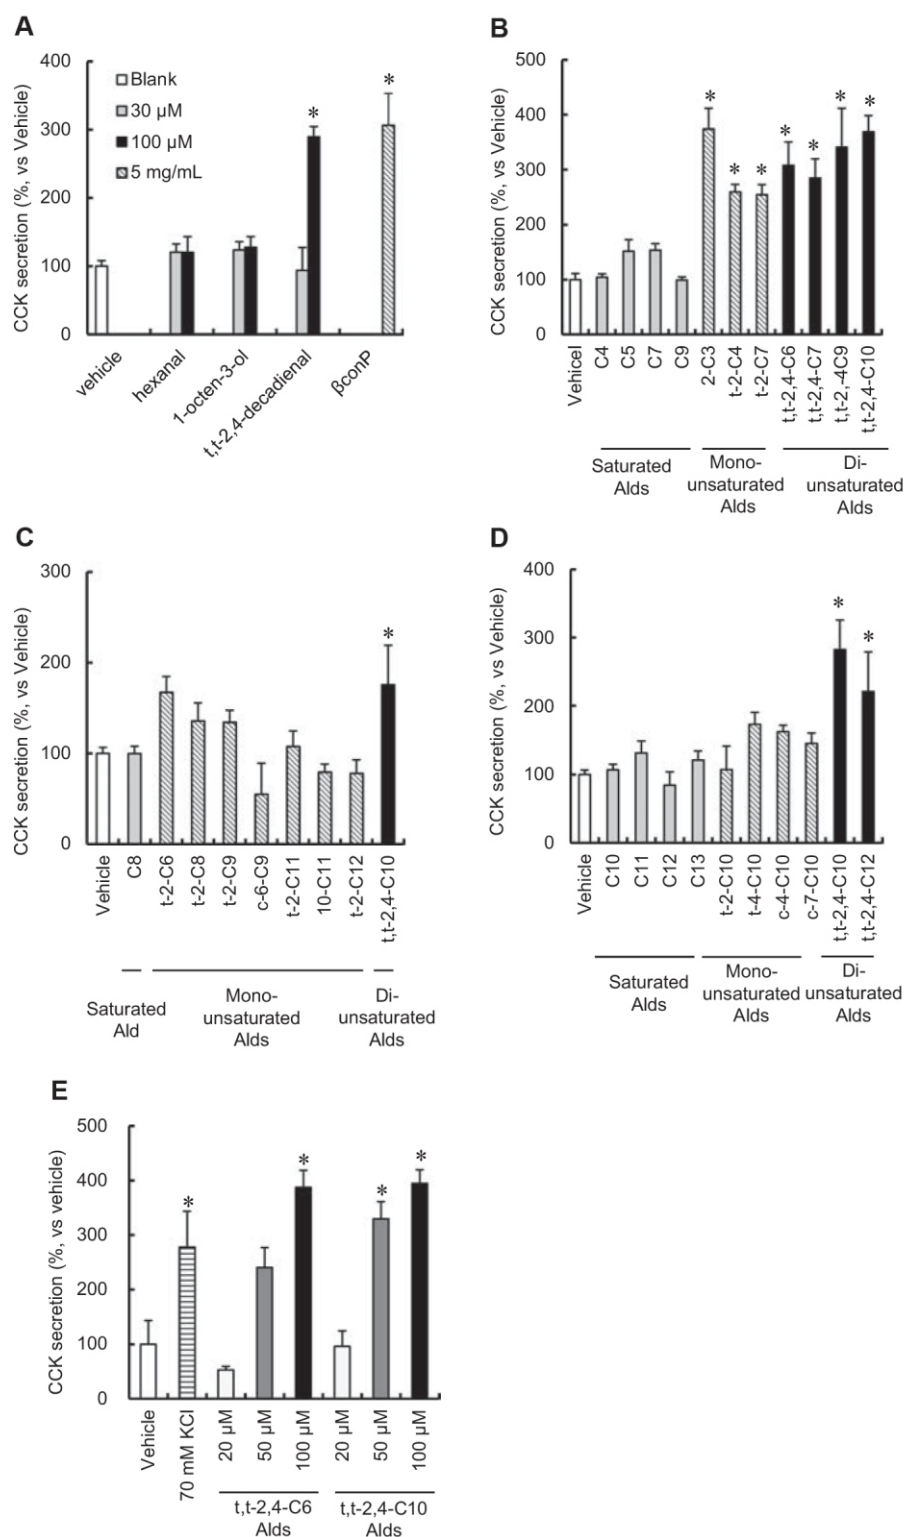 A
CCK secretion (%, vs Vehicle)
400
300
200
100
0
Blank
30 µM
100 µM
5 mg/mL
*
*
vehicle
hexanal
1-octen-3-ol
t,t-2,4-decadienal
βconP
B
CCK secretion (%, vs Vehicle)
500
400
300
200
100
0
*
*
*
*
*
*
*
Vehicel
C4
C5
C7
C9
2-C3
t-2-C4
t-2-C7
t,t-2,4-C6
t,t-2,4-C7
t,t-2,-4C9
t,t-2,4-C10
Saturated
Alds
Mono-
unsaturated
Alds
Di-
unsaturated
Alds
C
CCK secretion (%, vs Vehicle)
300
200
100
0
*
Vehicle
C8
t-2-C6
t-2-C8
t-2-C9
c-6-C9
t-2-C11
10-C11
t-2-C12
t,t-2,4-C10
Saturated
Ald
Mono-
unsaturated
Alds
Di-
unsaturated
Alds
D
CCK secretion (%, vs Vehicle)
400
300
200
100
0
*
*
Vehicle
C10
C11
C12
C13
t-2-C10
t-4-C10
c-4-C10
c-7-C10
t,t-2,4-C10
t,t-2,4-C12
Saturated
Alds
Mono-
unsaturated
Alds
Di-
unsaturated
Alds
E
CCK secretion (%, vs vehicle)
500
400
300
200
100
0
*
*
*
*
Vehicle
70 mM KCl
20 µM
50 µM
100 µM
20 µM
50 µM
100 µM
t,t-2,4-C6
Alds
t,t-2,4-C10
Alds